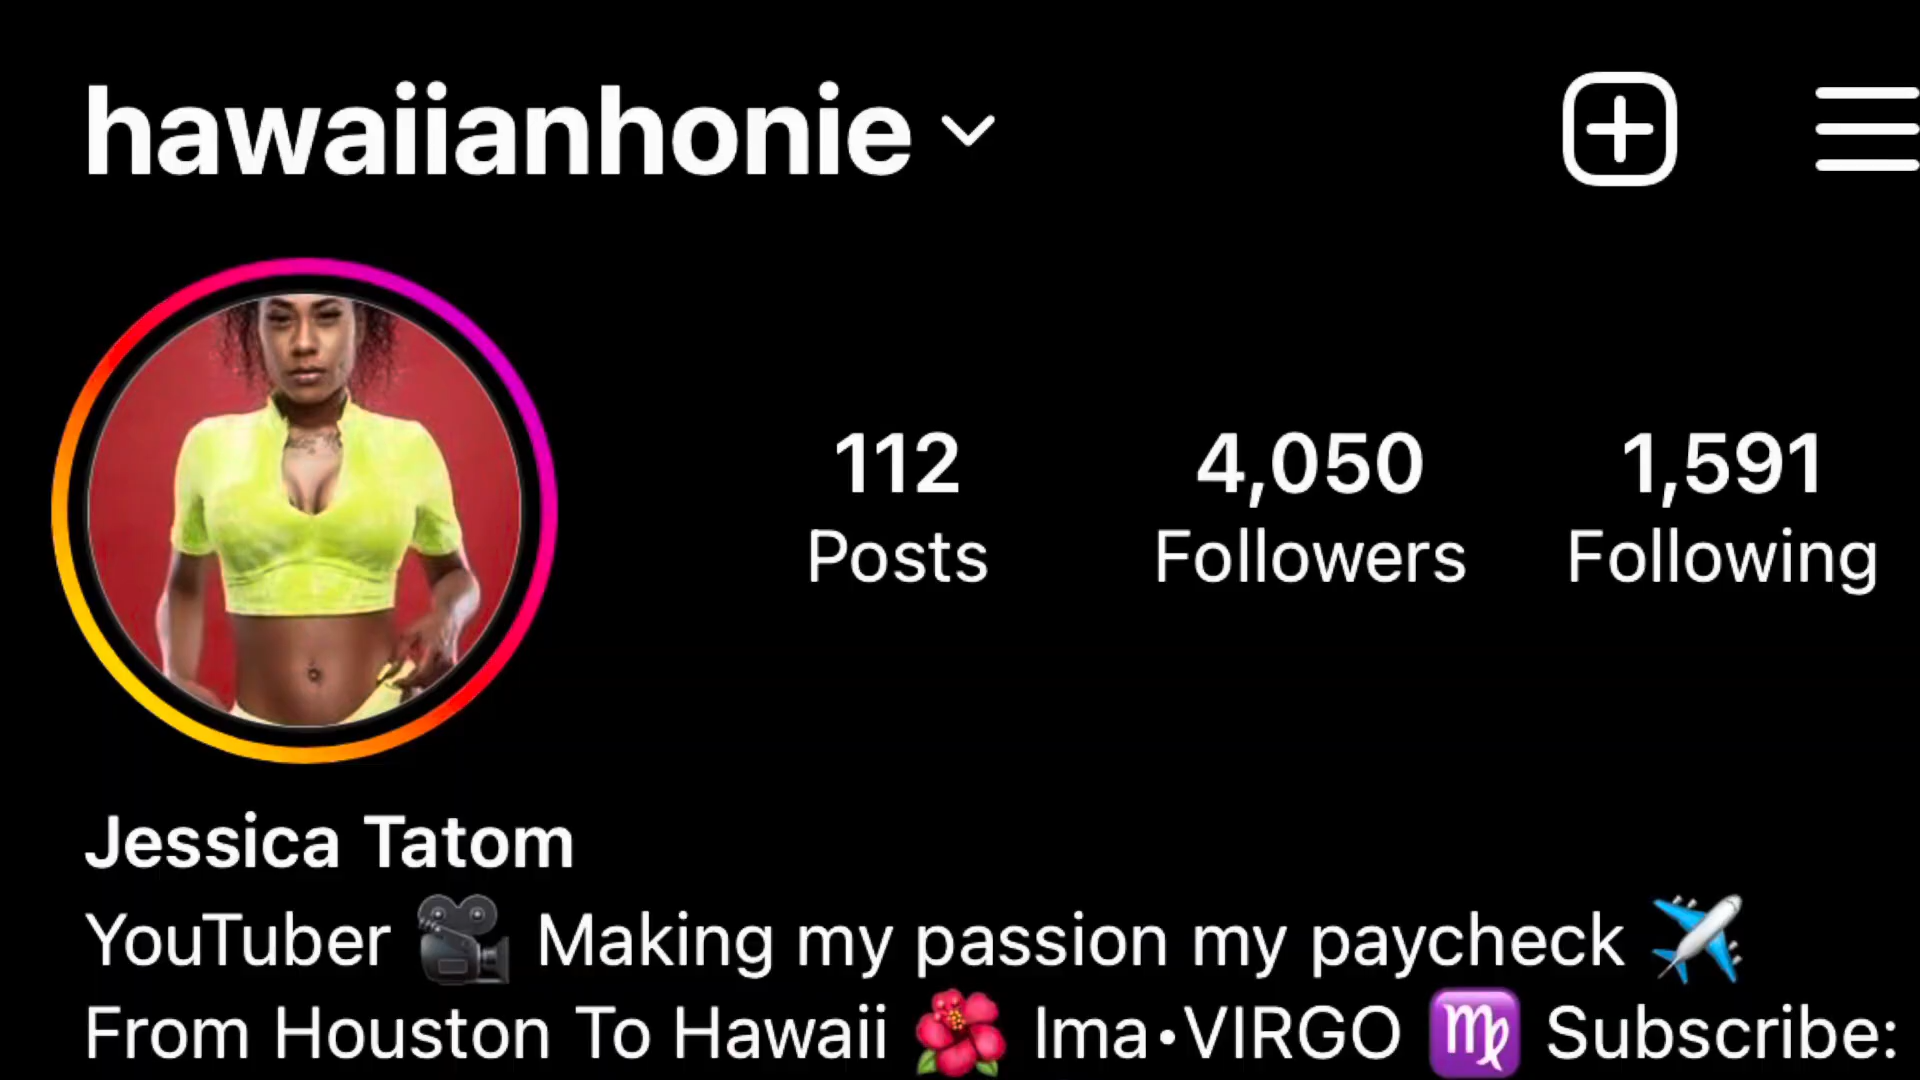 hawaiianhonie
112
4,050
1,591
Posts
Followers
Following
Jessica Tatom
YouTuber 🎥 Making my passion my paycheck ✈️
From Houston To Hawaii 🌺 Ima•VIRGO ♍ Subscribe: